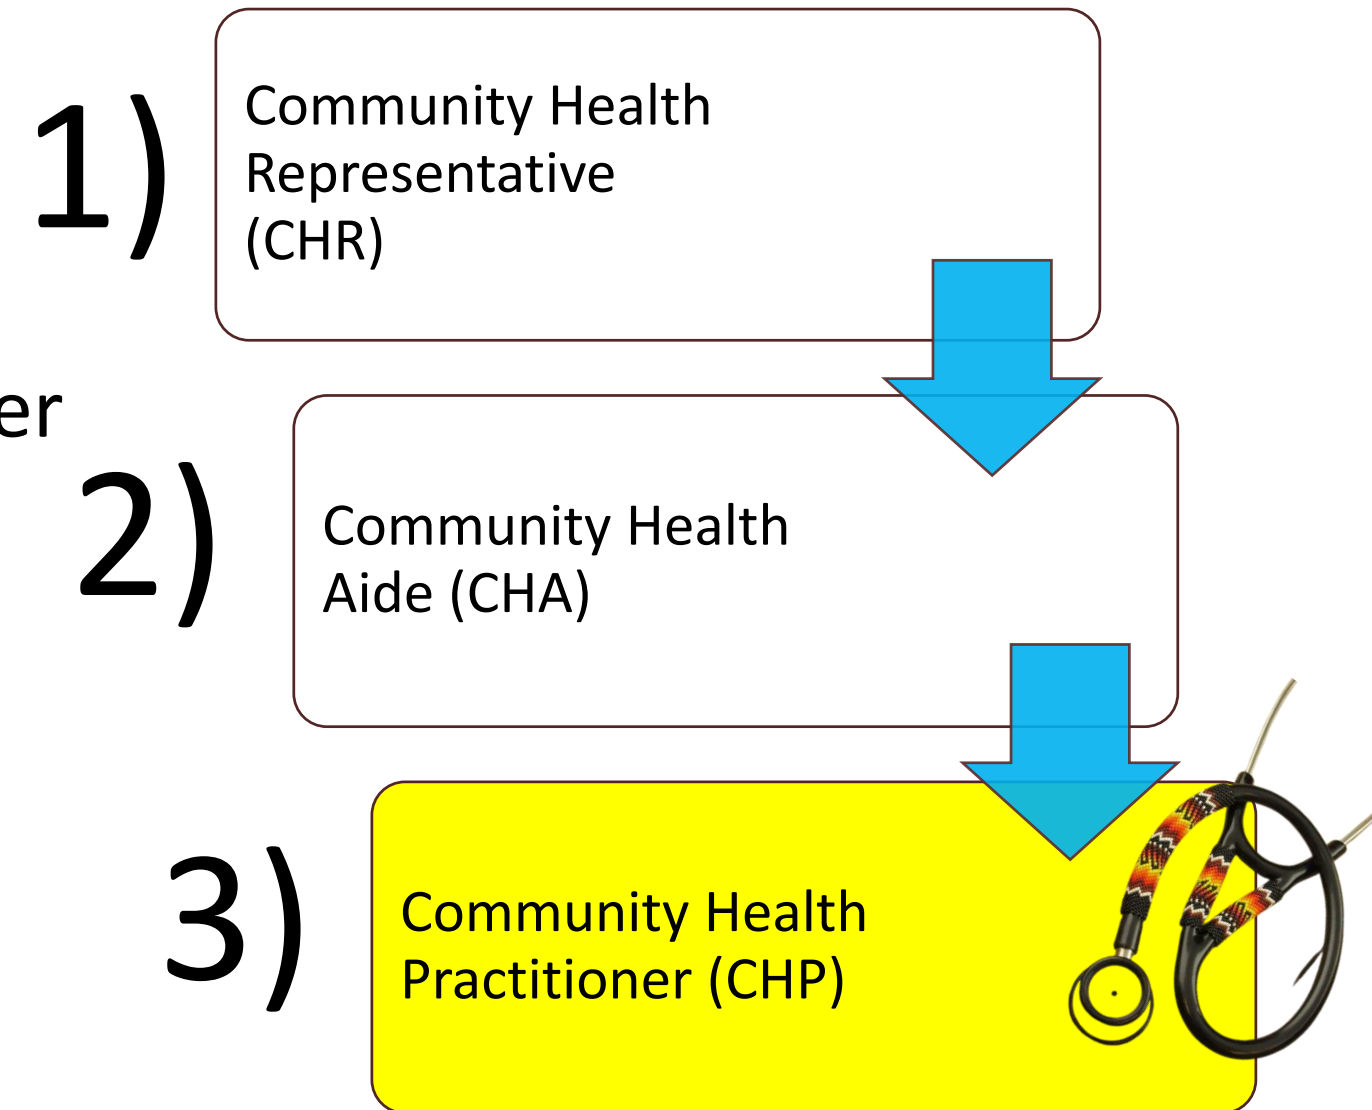 1)
Community Health
Representative
(CHR)
er
2)
Community Health
Aide (CHA)
3)
Community Health
Practitioner (CHP)